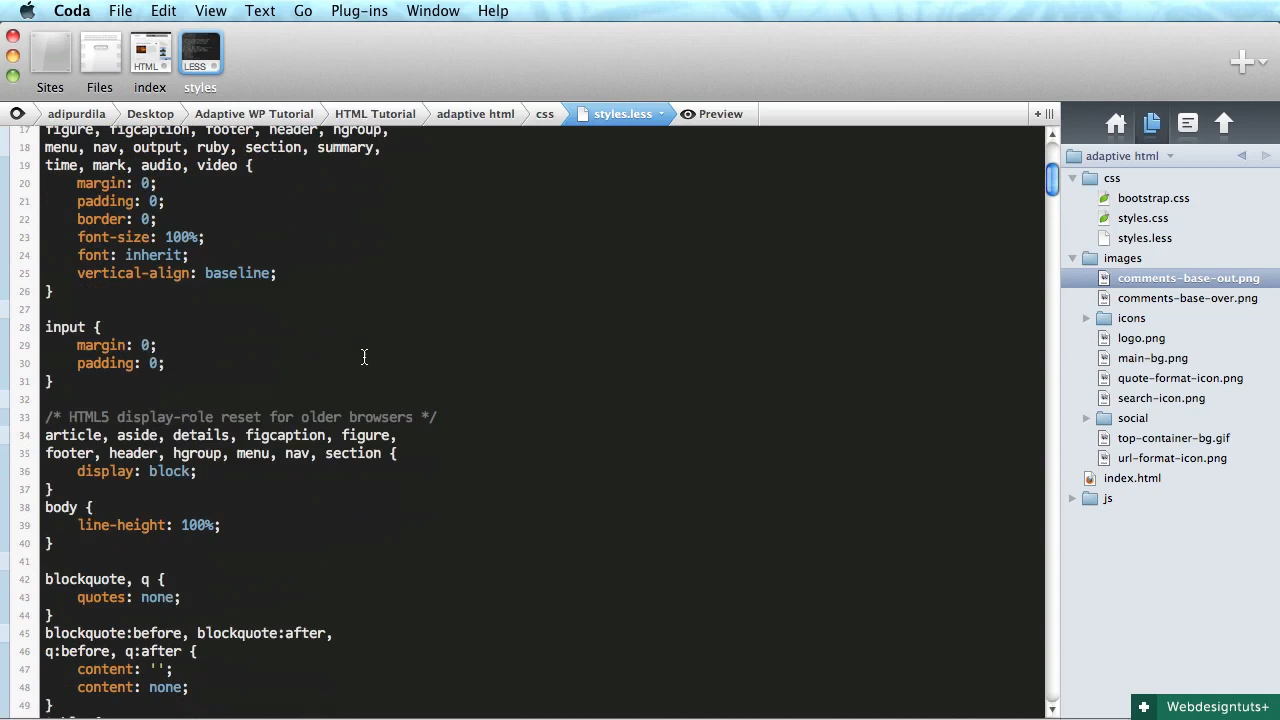 Coda File Edit View Text Go Plug-ins Window Help
HTML LESS
Sites Files index styles
adipurdila Desktop Adaptive WP Tutorial HTML Tutorial adaptive html css styles.less Preview
17 figure, figcaption, footer, header, hgroup,
18 menu, nav, output, ruby, section, summary,
19 time, mark, audio, video {
20 margin: 0;
21 padding: 0;
22 border: 0;
23 font-size: 100%;
24 font: inherit;
25 vertical-align: baseline;
26 }
27
28 input {
29 margin: 0;
30 padding: 0;
31 }
32
33 /* HTML5 display-role reset for older browsers */
34 article, aside, details, figcaption, figure,
35 footer, header, hgroup, menu, nav, section {
36 display: block;
37 }
38 body {
39 line-height: 100%;
40 }
41
42 blockquote, q {
43 quotes: none;
44 }
45 blockquote:before, blockquote:after,
46 q:before, q:after {
47 content: '';
48 content: none;
49 }
adaptive html
css
bootstrap.css
styles.css
styles.less
images
comments-base-out.png
comments-base-over.png
icons
logo.png
main-bg.png
quote-format-icon.png
search-icon.png
social
top-container-bg.gif
url-format-icon.png
index.html
js
Webdesigntuts+